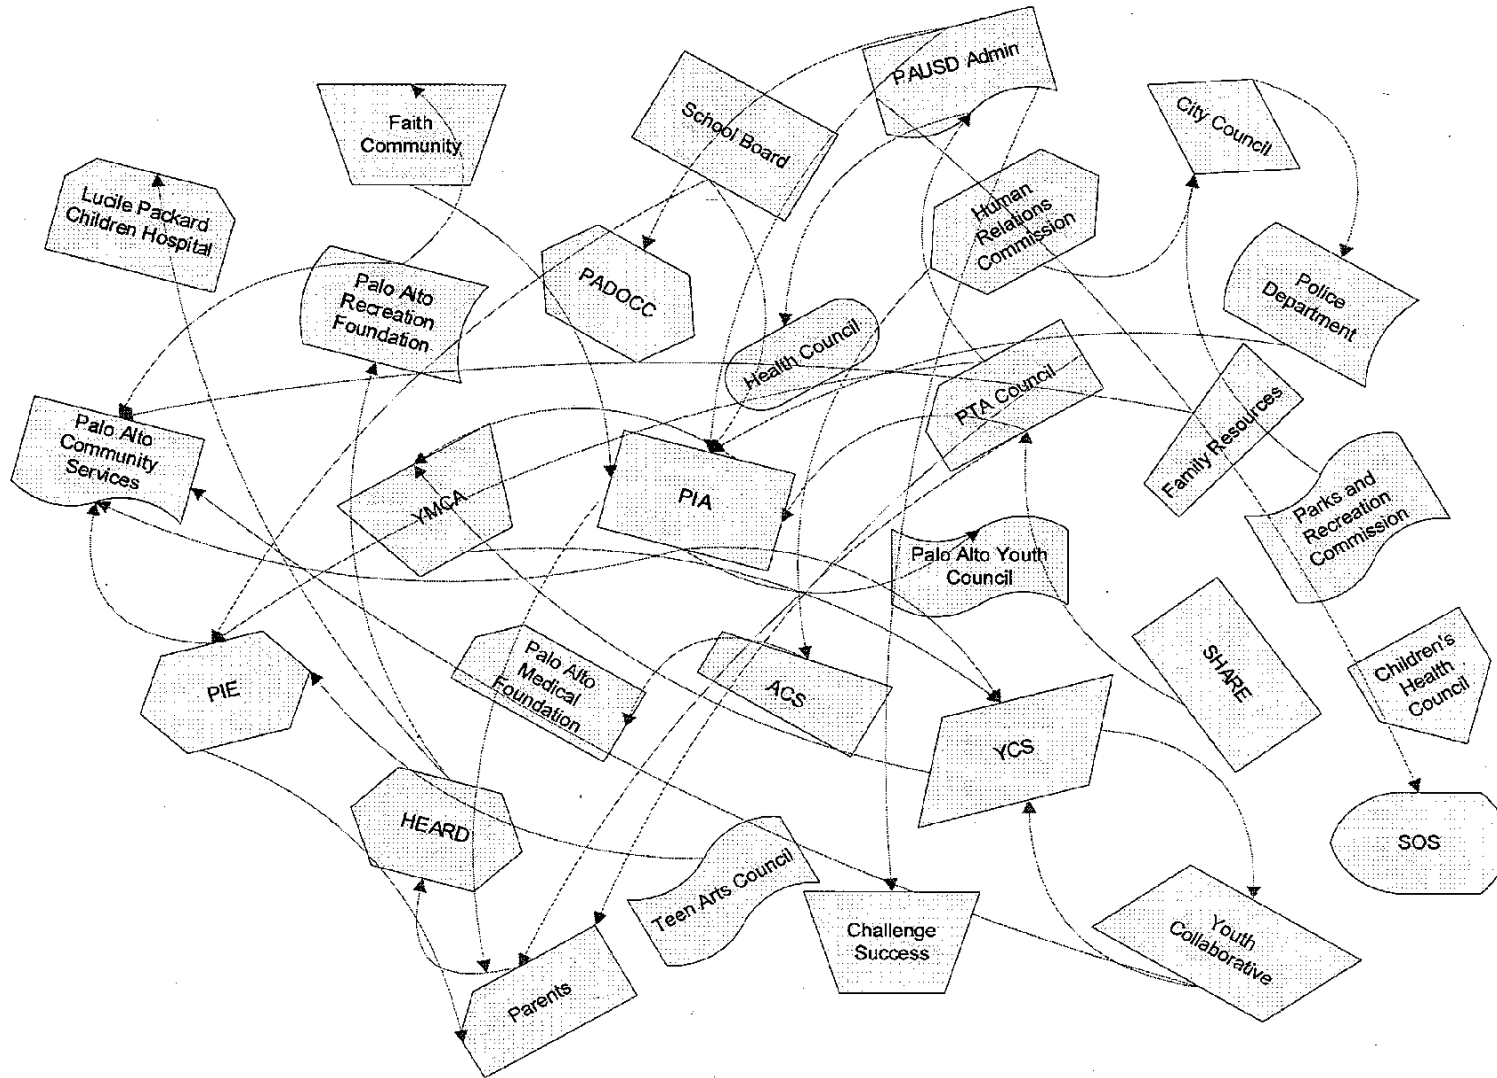 PAUSD Admin
Faith
Community
School Board
City Council
Lucile Packard
Children Hospital
Human
Relations
Commission
Palo Alto
Recreation
Foundation
PADOCC
Police
Department
Health Council
PTA Council
Family Resources
Palo Alto
Community
Services
YMCA
PIA
Parks and
Recreation
Commission
Palo Alto Youth
Council
PIE
Palo Alto
Medical
Foundation
ACS
SHARE
Children's
Health
Council
YCS
HEARD
SOS
Teen Arts Council
Challenge
Success
Youth
Collaborative
Parents